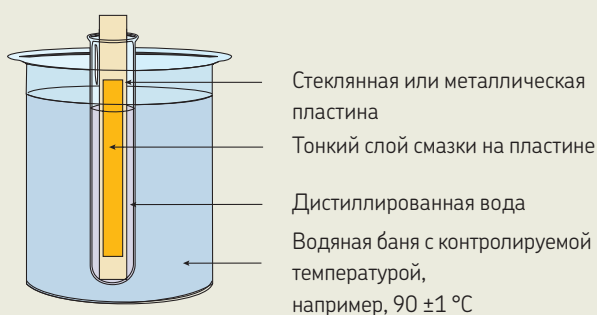 Стеклянная или металлическая
пластина
Тонкий слой смазки на пластине
Дистиллированная вода
Водяная баня с контролируемой
температурой,
например, 90 ±1 °C